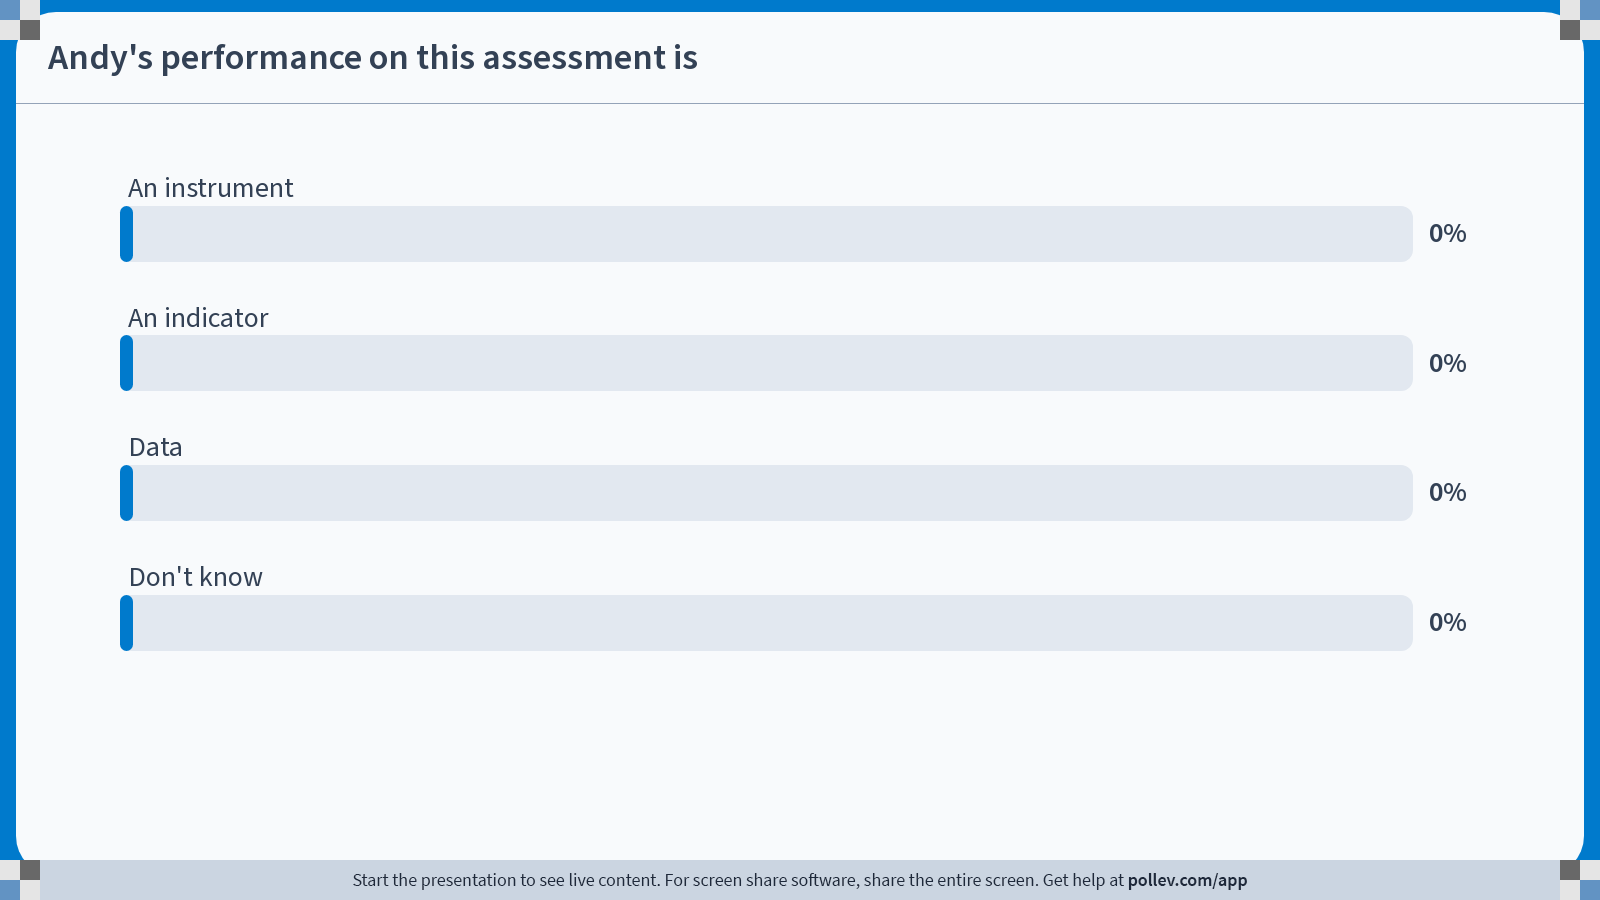 Andy's performance on this assessment is
An instrument
0%
An indicator
0%
Data
0%
Don't know
0%
Start the presentation to see live content. For screen share software, share the entire screen. Get help at pollev.com/app